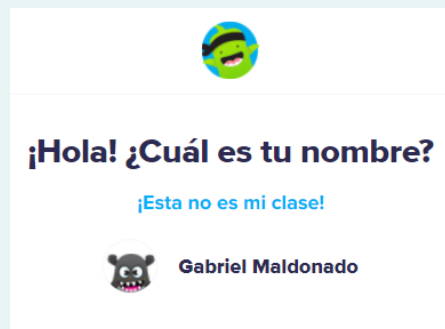 ¡Hola! ¿Cuál es tu nombre?
¡Esta no es mi clase!
Gabriel Maldonado